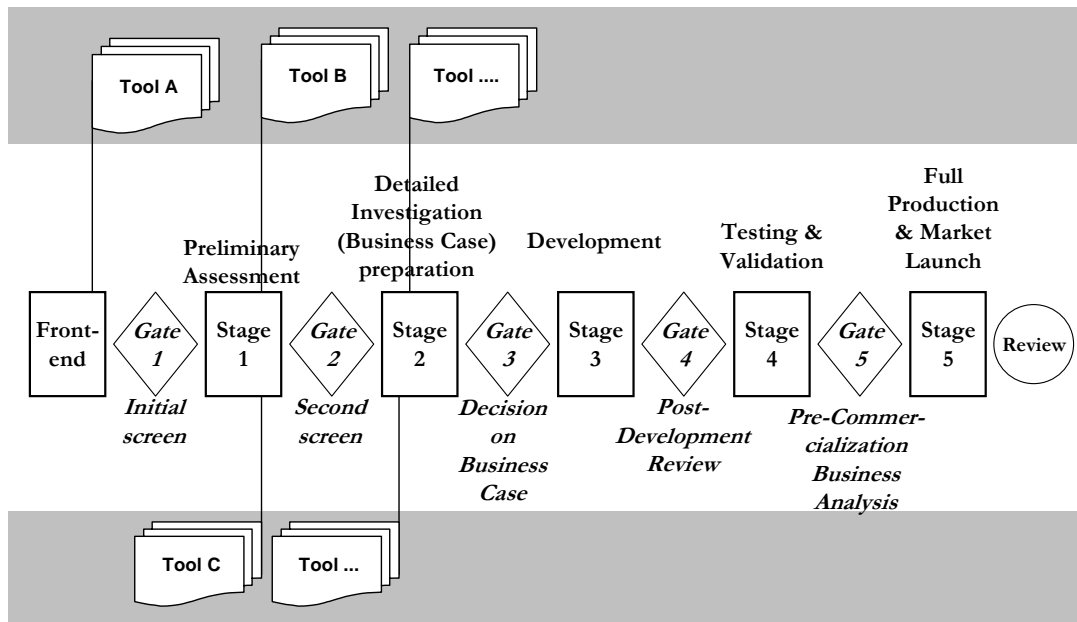 Tool A
Tool B
Tool ....
Preliminary
Assessment
Detailed
Investigation
(Business Case)
preparation
Development
Testing &
Validation
Full
Production
& Market
Launch
Front-
end
Gate
1
Stage
1
Gate
2
Stage
2
Gate
3
Stage
3
Gate
4
Stage
4
Gate
5
Stage
5
Review
Initial
screen
Second
screen
Decision
on
Business
Case
Post-
Development
Review
Pre-Commer-
cialization
Business
Analysis
Tool C
Tool ...